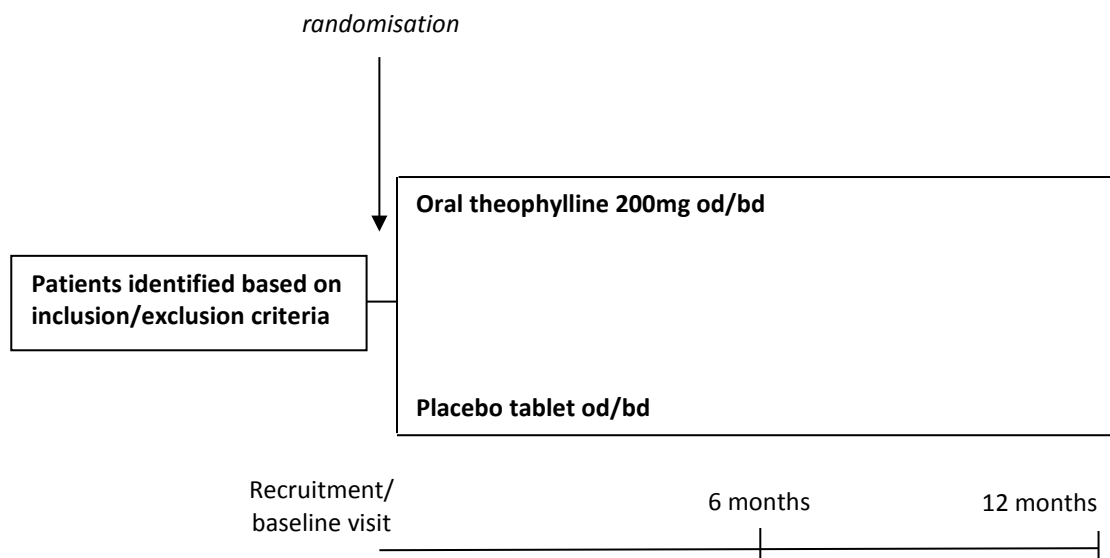 randomisation
Oral theophylline 200mg od/bd
Patients identified based on
inclusion/exclusion criteria
Placebo tablet od/bd
Recruitment/
baseline visit
6 months
12 months